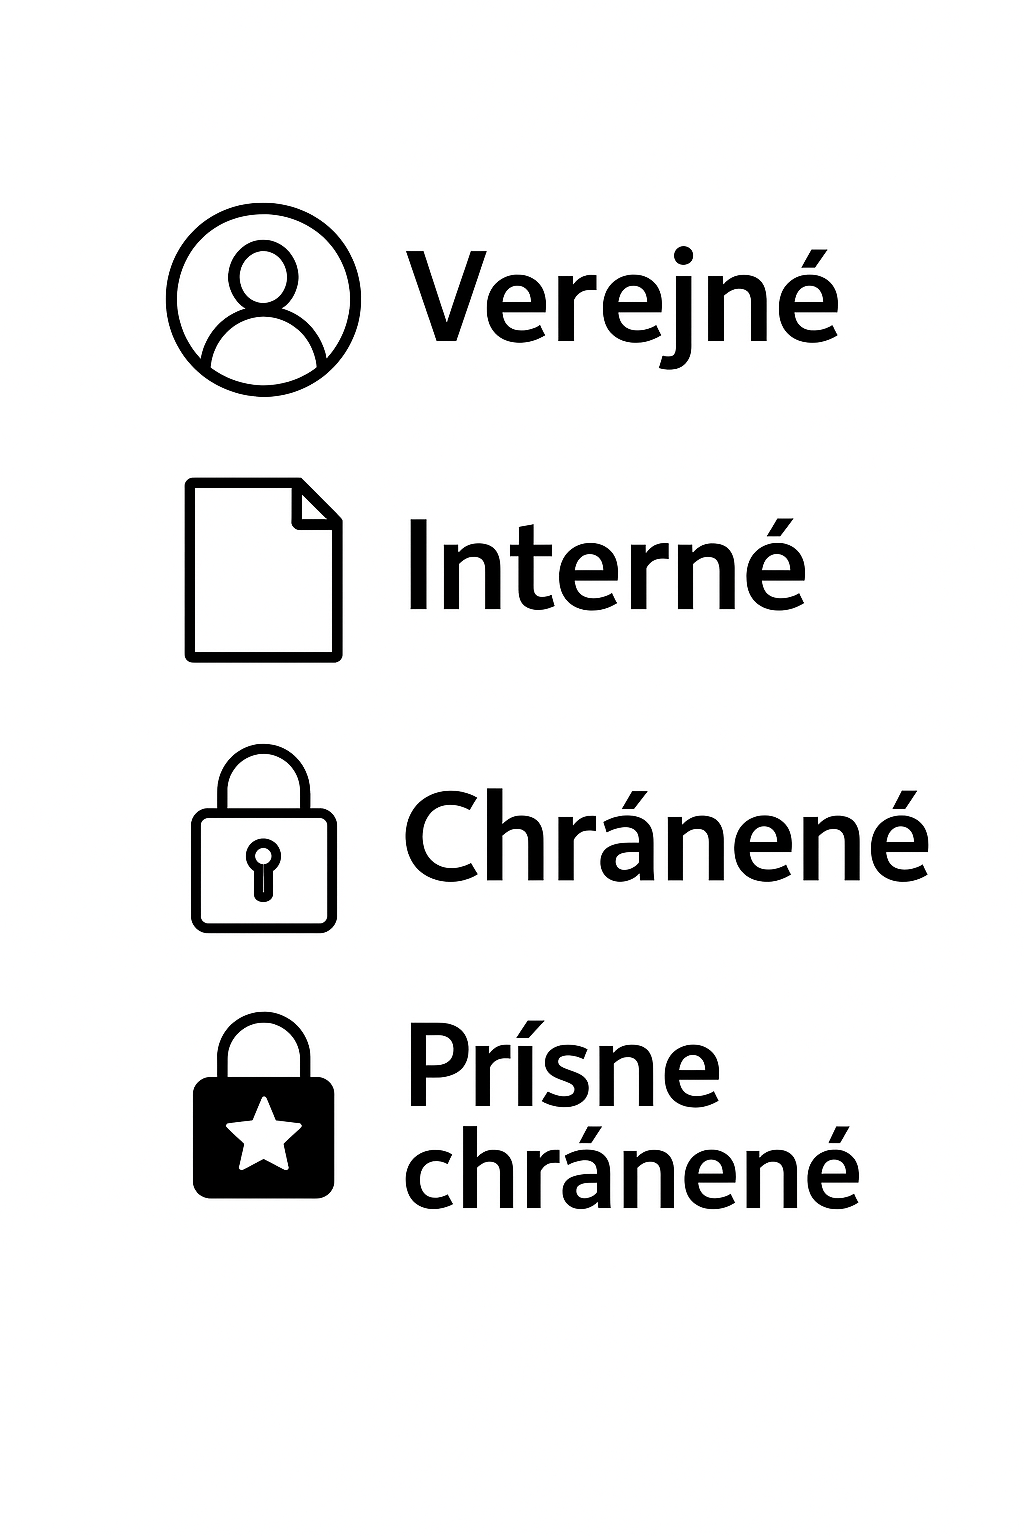 Verejné
Interné
Chránené
Prísne
chránené